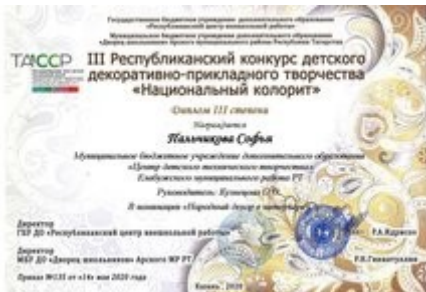 Государственное бюджетное учреждение дополнительного образования
«Республиканский центр внешкольной работы»
Муниципальное бюджетное учреждение дополнительного образования
«Дворец школьников» Арского муниципального района Республики Татарстан
ТАССР
III Республиканский конкурс детского
декоративно-прикладного творчества
«Национальный колорит»
Диплом III степени
Награждается
Пальчикова Софья
Муниципальное бюджетное учреждение дополнительного образования
«Центр детского технического творчества»
Елабужского муниципального района РТ
Руководитель: Кузнецова
В номинации «Народный декор в интерьере»
Директор
ГБУ ДО «Республиканский центр внешкольной работы»
Р.А.Идрисов
Директор
МБУ ДО «Дворец школьников» Арского МР РТ
Приказ №135 от «14» мая 2020 года
Казань, 2020